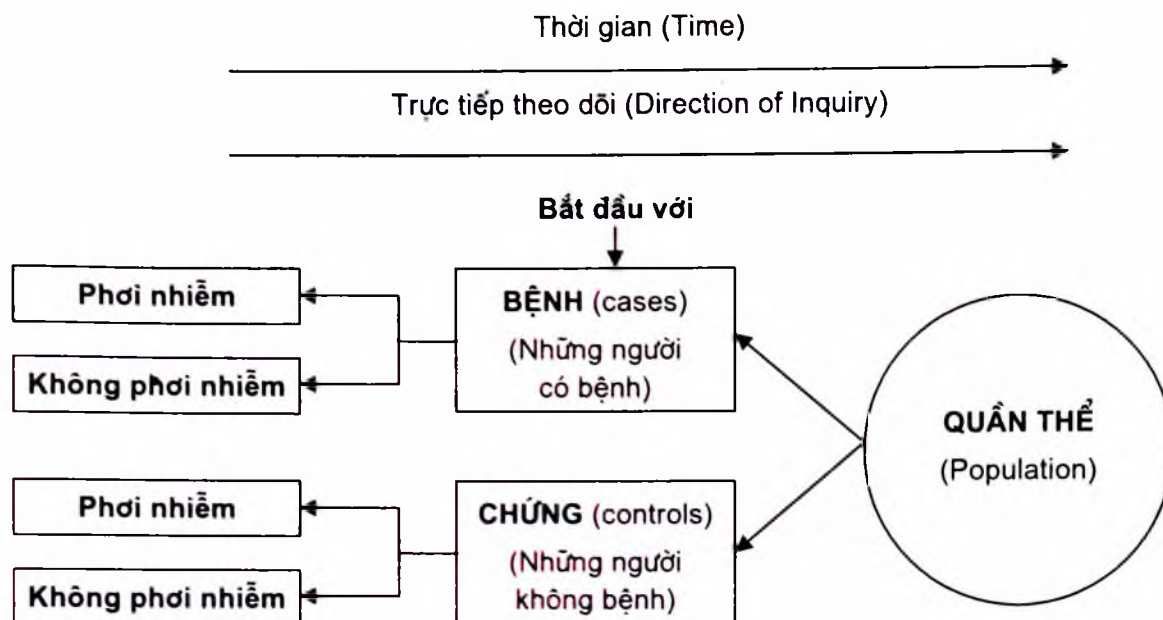 Thời gian (Time)
Trực tiếp theo dõi (Direction of Inquiry)
Bắt đầu với
Phơi nhiễm
Không phơi nhiễm
BỆNH (cases)
(Những người
có bệnh)
Phơi nhiễm
Không phơi nhiễm
CHỨNG (controls)
(Những người
không bệnh)
QUẦN THỂ
(Population)